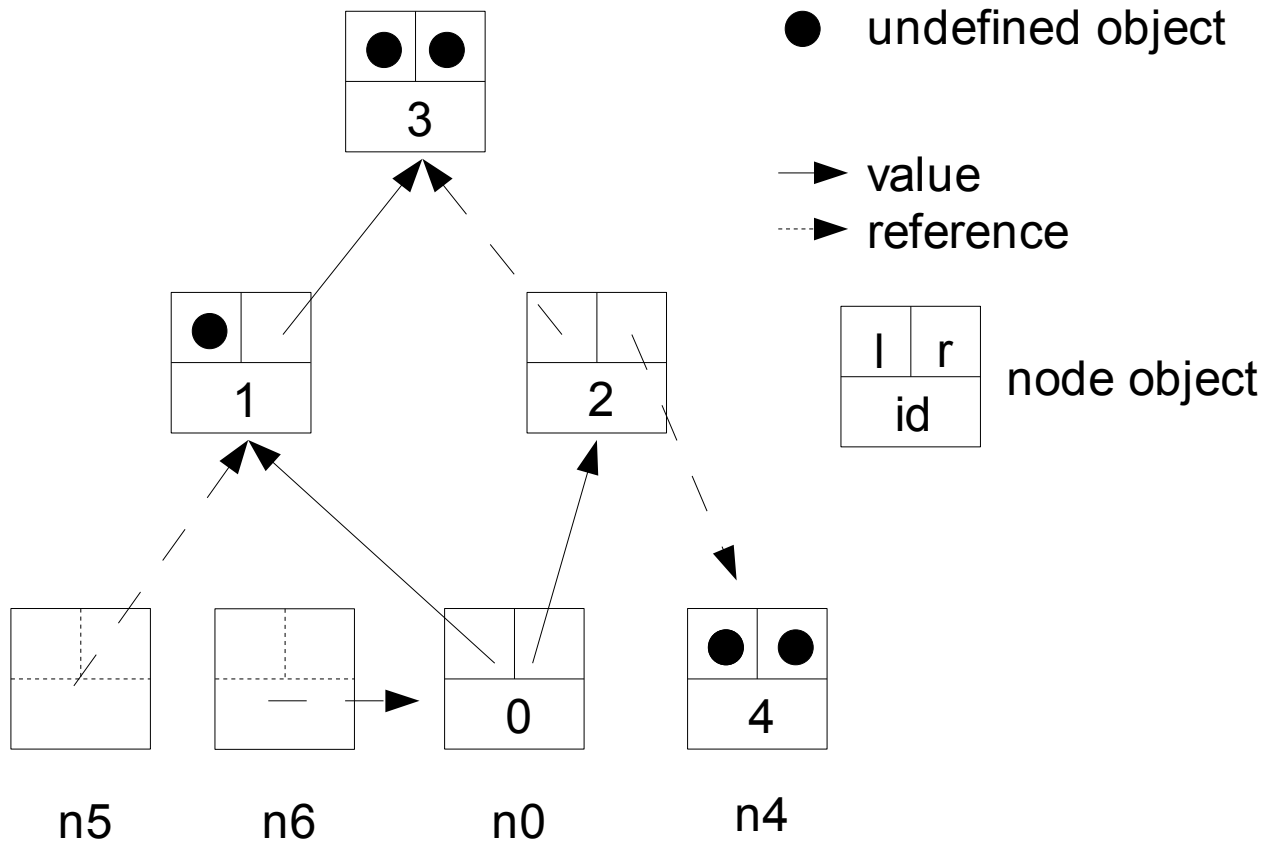 undefined object
3
value
reference
l r
node object
id
1
2
0
4
n5
n6
n0
n4